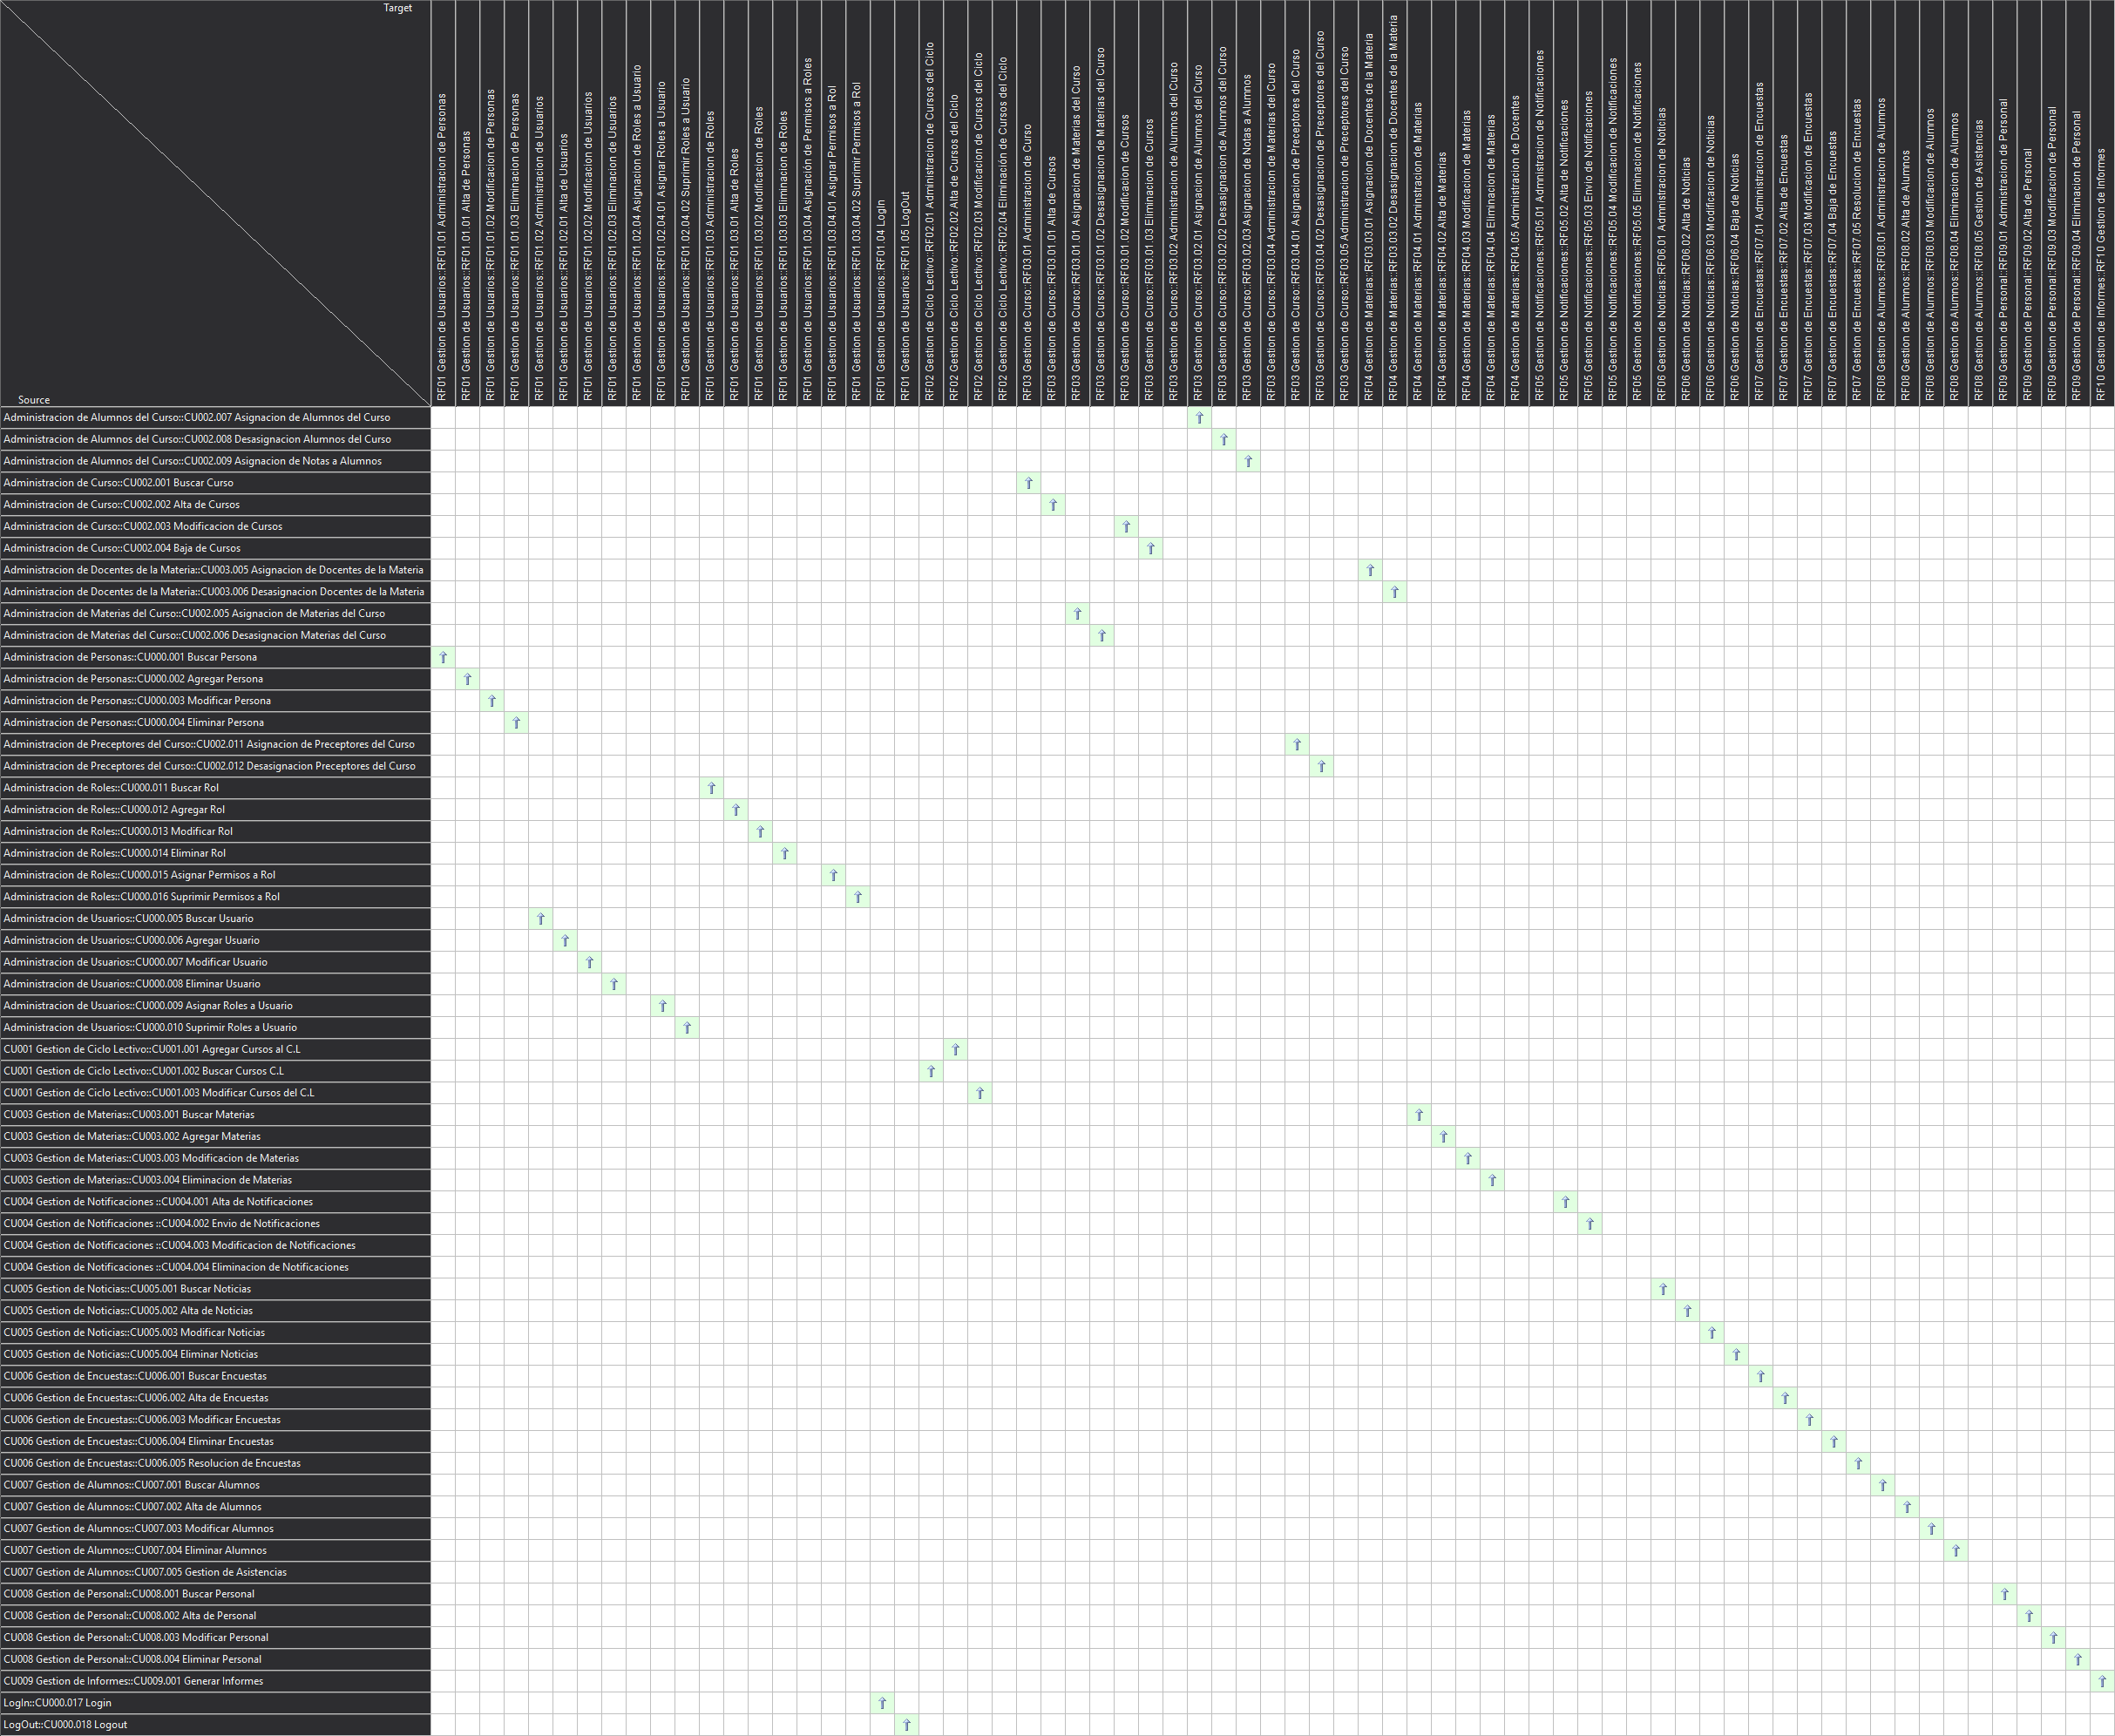 Target
Source
RF01 Gestion de Usuarios::RF01.01 Administracion de Personas
RF01 Gestion de Usuarios::RF01.01.01 Alta de Personas
RF01 Gestion de Usuarios::RF01.01.02 Modificacion de Personas
RF01 Gestion de Usuarios::RF01.01.03 Eliminacion de Personas
RF01 Gestion de Usuarios::RF01.02 Administracion de Usuarios
RF01 Gestion de Usuarios::RF01.02.01 Alta de Usuarios
RF01 Gestion de Usuarios::RF01.02.02 Modificacion de Usuarios
RF01 Gestion de Usuarios::RF01.02.03 Eliminacion de Usuarios
RF01 Gestion de Usuarios::RF01.02.04 Asignacion de Roles a Usuario
RF01 Gestion de Usuarios::RF01.02.04.01 Asignar Roles a Usuario
RF01 Gestion de Usuarios::RF01.02.04.02 Suprimir Roles a Usuario
RF01 Gestion de Usuarios::RF01.03 Administracion de Roles
RF01 Gestion de Usuarios::RF01.03.01 Alta de Roles
RF01 Gestion de Usuarios::RF01.03.02 Modificacion de Roles
RF01 Gestion de Usuarios::RF01.03.03 Eliminacion de Roles
RF01 Gestion de Usuarios::RF01.03.04 Asignación de Permisos a Roles
RF01 Gestion de Usuarios::RF01.03.04.01 Asignar Permisos a Rol
RF01 Gestion de Usuarios::RF01.03.04.02 Suprimir Permisos a Rol
RF01 Gestion de Usuarios::RF01.04 LogIn
RF01 Gestion de Usuarios::RF01.05 LogOut
RF02 Gestion de Ciclo Lectivo::RF02.01 Administracion de Cursos del Ciclo
RF02 Gestion de Ciclo Lectivo::RF02.02 Alta de Cursos del Ciclo
RF02 Gestion de Ciclo Lectivo::RF02.03 Modificacion de Cursos del Ciclo
RF02 Gestion de Ciclo Lectivo::RF02.04 Eliminación de Cursos del Ciclo
RF03 Gestion de Curso::RF03.01 Administracion de Curso
RF03 Gestion de Curso::RF03.01.01 Alta de Cursos
RF03 Gestion de Curso::RF03.01.01 Asignacion de Materias del Curso
RF03 Gestion de Curso::RF03.01.02 Desasignacion de Materias del Curso
RF03 Gestion de Curso::RF03.01.02 Modificacion de Cursos
RF03 Gestion de Curso::RF03.01.03 Eliminacion de Cursos
RF03 Gestion de Curso::RF03.02 Administracion de Alumnos del Curso
RF03 Gestion de Curso::RF03.02.01 Asignacion de Alumnos del Curso
RF03 Gestion de Curso::RF03.02.02 Desasignacion de Alumnos del Curso
RF03 Gestion de Curso::RF03.02.03 Asignacion de Notas a Alumnos
RF03 Gestion de Curso::RF03.04 Administracion de Materias del Curso
RF03 Gestion de Curso::RF03.04.01 Asignacion de Preceptores del Curso
RF03 Gestion de Curso::RF03.04.02 Desasignacion de Preceptores del Curso
RF03 Gestion de Curso::RF03.05 Administracion de Preceptores del Curso
RF04 Gestion de Materias::RF03.03.01 Asignacion de Docentes de la Materia
RF04 Gestion de Materias::RF03.03.02 Desasignacion de Docentes de la Materia
RF04 Gestion de Materias::RF04.01 Adminstracion de Materias
RF04 Gestion de Materias::RF04.02 Alta de Materias
RF04 Gestion de Materias::RF04.03 Modificacion de Materias
RF04 Gestion de Materias::RF04.04 Eliminacion de Materias
RF04 Gestion de Materias::RF04.05 Administracion de Docentes
RF05 Gestion de Notificaciones::RF05.01 Admistracion de Notificacciones
RF05 Gestion de Notificaciones::RF05.02 Alta de Notificaciones
RF05 Gestion de Notificaciones::RF05.03 Envio de Notificaciones
RF05 Gestion de Notificaciones::RF05.04 Modificacion de Notificaciones
RF05 Gestion de Notificaciones::RF05.05 Eliminacion de Notificaciones
RF06 Gestion de Noticias::RF06.01 Administracion de Noticias
RF06 Gestion de Noticias::RF06.02 Alta de Noticias
RF06 Gestion de Noticias::RF06.03 Modificacion de Noticias
RF06 Gestion de Noticias::RF06.04 Baja de Noticias
RF07 Gestion de Encuestas::RF07.01 Administracion de Encuestas
RF07 Gestion de Encuestas::RF07.02 Alta de Encuestas
RF07 Gestion de Encuestas::RF07.03 Modificacion de Encuestas
RF07 Gestion de Encuestas::RF07.04 Baja de Encuestas
RF07 Gestion de Encuestas::RF07.05 Resolucion de Encuestas
RF08 Gestion de Alumnos::RF08.01 Administracion de Alumnos
RF08 Gestion de Alumnos::RF08.02 Alta de Alumnos
RF08 Gestion de Alumnos::RF08.03 Modificacion de Alumnos
RF08 Gestion de Alumnos::RF08.04 Eliminacion de Alumnos
RF08 Gestion de Alumnos::RF08.05 Gestion de Asistencias
RF09 Gestion de Personal::RF09.01 Administracion de Personal
RF09 Gestion de Personal::RF09.02 Alta de Personal
RF09 Gestion de Personal::RF09.03 Modificacion de Personal
RF09 Gestion de Personal::RF09.04 Eliminacion de Personal
RF10 Gestion de Informes::RF10 Gestion de Informes
Administracion de Alumnos del Curso::CU002.007 Asignacion de Alumnos del Curso
Administracion de Alumnos del Curso::CU002.008 Desasignacion Alumnos del Curso
Administracion de Alumnos del Curso::CU002.009 Asignacion de Notas a Alumnos
Administracion de Curso::CU002.001 Buscar Curso
Administracion de Curso::CU002.002 Alta de Cursos
Administracion de Curso::CU002.003 Modificacion de Cursos
Administracion de Curso::CU002.004 Baja de Cursos
Administracion de Docentes de la Materia::CU003.005 Asignacion de Docentes de la Materia
Administracion de Docentes de la Materia::CU003.006 Desasignacion Docentes de la Materia
Administracion de Materias del Curso::CU002.005 Asignacion de Materias del Curso
Administracion de Materias del Curso::CU002.006 Desasignacion Materias del Curso
Administracion de Personas::CU000.001 Buscar Persona
Administracion de Personas::CU000.002 Agregar Persona
Administracion de Personas::CU000.003 Modificar Persona
Administracion de Personas::CU000.004 Eliminar Persona
Administracion de Preceptores del Curso::CU002.011 Asignacion de Preceptores del Curso
Administracion de Preceptores del Curso::CU002.012 Desasignacion Preceptores del Curso
Administracion de Roles::CU000.011 Buscar Rol
Administracion de Roles::CU000.012 Agregar Rol
Administracion de Roles::CU000.013 Modificar Rol
Administracion de Roles::CU000.014 Eliminar Rol
Administracion de Roles::CU000.015 Asignar Permisos a Rol
Administracion de Roles::CU000.016 Suprimir Permisos a Rol
Administracion de Usuarios::CU000.005 Buscar Usuario
Administracion de Usuarios::CU000.006 Agregar Usuario
Administracion de Usuarios::CU000.007 Modificar Usuario
Administracion de Usuarios::CU000.008 Eliminar Usuario
Administracion de Usuarios::CU000.009 Asignar Roles a Usuario
Administracion de Usuarios::CU000.010 Suprimir Roles a Usuario
CU001 Gestion de Ciclo Lectivo::CU001.001 Agregar Cursos al C.L
CU001 Gestion de Ciclo Lectivo::CU001.002 Buscar Cursos C.L
CU001 Gestion de Ciclo Lectivo::CU001.003 Modificar Cursos del C.L
CU003 Gestion de Materias::CU003.001 Buscar Materias
CU003 Gestion de Materias::CU003.002 Agregar Materias
CU003 Gestion de Materias::CU003.003 Modificacion de Materias
CU003 Gestion de Materias::CU003.004 Eliminacion de Materias
CU004 Gestion de Notificaciones ::CU004.001 Alta de Notificaciones
CU004 Gestion de Notificaciones ::CU004.002 Envio de Notificaciones
CU004 Gestion de Notificaciones ::CU004.003 Modificacion de Notificaciones
CU004 Gestion de Notificaciones ::CU004.004 Eliminacion de Notificaciones
CU005 Gestion de Noticias::CU005.001 Buscar Noticias
CU005 Gestion de Noticias::CU005.002 Alta de Noticias
CU005 Gestion de Noticias::CU005.003 Modificar Noticias
CU005 Gestion de Noticias::CU005.004 Eliminar Noticias
CU006 Gestion de Encuestas::CU006.001 Buscar Encuestas
CU006 Gestion de Encuestas::CU006.002 Alta de Encuestas
CU006 Gestion de Encuestas::CU006.003 Modificar Encuestas
CU006 Gestion de Encuestas::CU006.004 Eliminar Encuestas
CU006 Gestion de Encuestas::CU006.005 Resolucion de Encuestas
CU007 Gestion de Alumnos::CU007.001 Buscar Alumnos
CU007 Gestion de Alumnos::CU007.002 Alta de Alumnos
CU007 Gestion de Alumnos::CU007.003 Modificar Alumnos
CU007 Gestion de Alumnos::CU007.004 Eliminar Alumnos
CU007 Gestion de Alumnos::CU007.005 Gestion de Asistencias
CU008 Gestion de Personal::CU008.001 Buscar Personal
CU008 Gestion de Personal::CU008.002 Alta de Personal
CU008 Gestion de Personal::CU008.003 Modificar Personal
CU008 Gestion de Personal::CU008.004 Eliminar Personal
CU009 Gestion de Informes::CU009.001 Generar Informes
LogIn::CU000.017 Login
LogOut::CU000.018 Logout